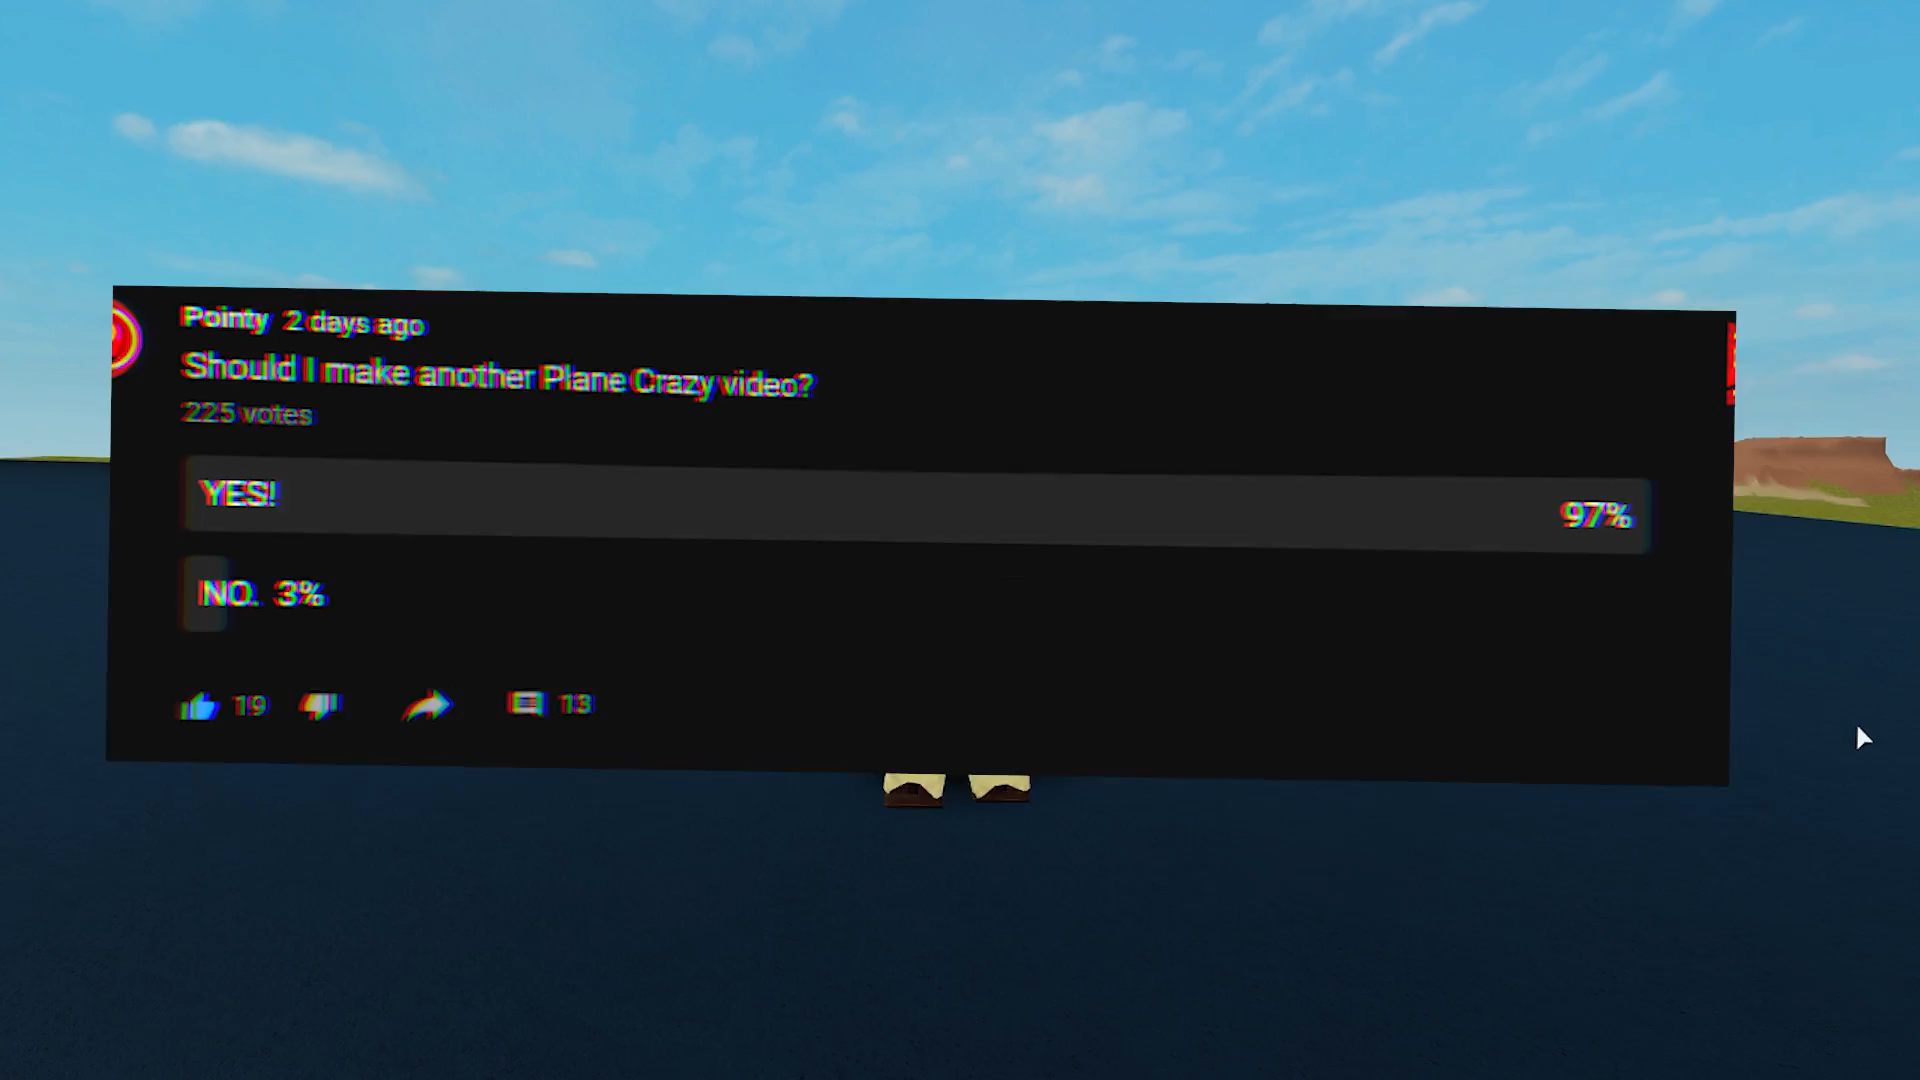 Pointy 2 days ago
Should I make another Plane Crazy video?
225 votes
YES! 97%
NO. 3%
19 13